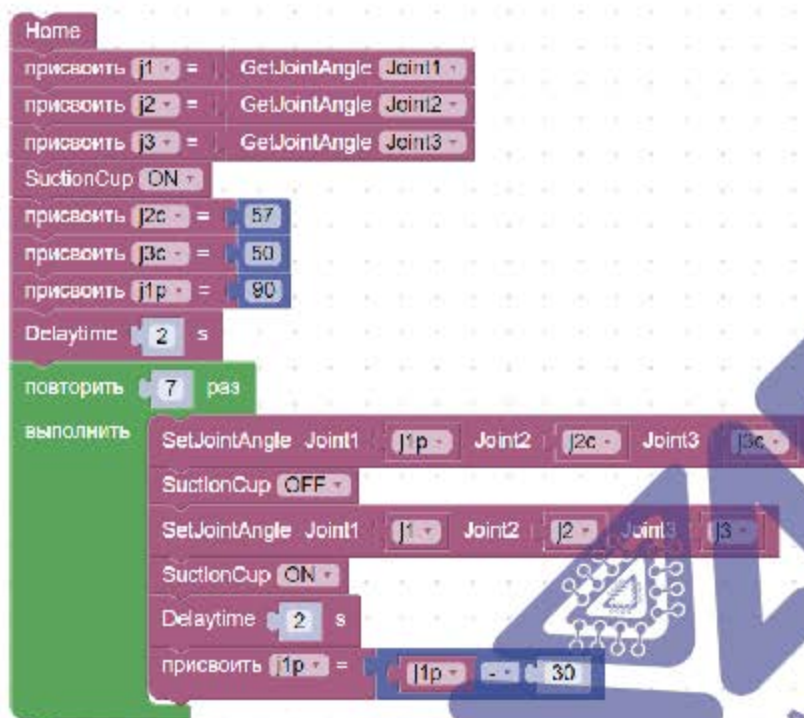 Home
присвоить j1 = GetJointAngle Joint1
присвоить j2 = GetJointAngle Joint2
присвоить j3 = GetJointAngle Joint3
SuctionCup ON
присвоить j2c = 57
присвоить j3c = 50
присвоить j1p = 90
Delaytime 2 s
повторить 7 раз
выполнить
SetJointAngle Joint1 j1p Joint2 j2c Joint3 j3c
SuctionCup OFF
SetJointAngle Joint1 j1 Joint2 j2 Joint3 j3
SuctionCup ON
Delaytime 2 s
присвоить j1p = j1p - 30